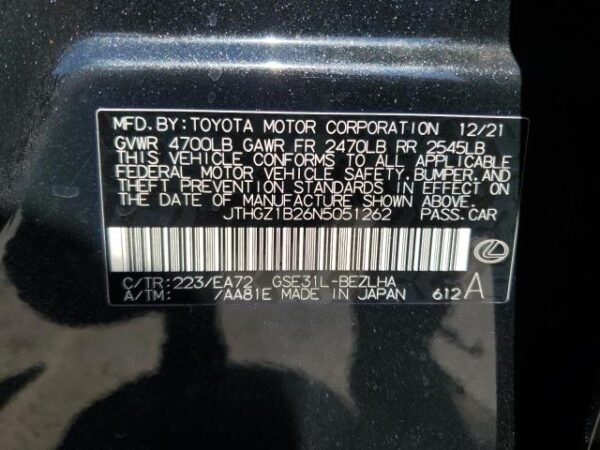 MFD. BY: TOYOTA MOTOR CORPORATION 12/21
GVWR 4700LB GAWR FR 2470LB RR 2545LB
THIS VEHICLE CONFORMS TO ALL APPLICABLE
FEDERAL MOTOR VEHICLE SAFETY, BUMPER, AND
THEFT PREVENTION STANDARDS IN EFFECT ON
THE DATE OF MANUFACTURE SHOWN ABOVE.
JTHGZ1B26N5051262 PASS.CAR
C/TR:223/EA72 GSE31L-BEZLHA
A/TM: /AA81E MADE IN JAPAN 612 A